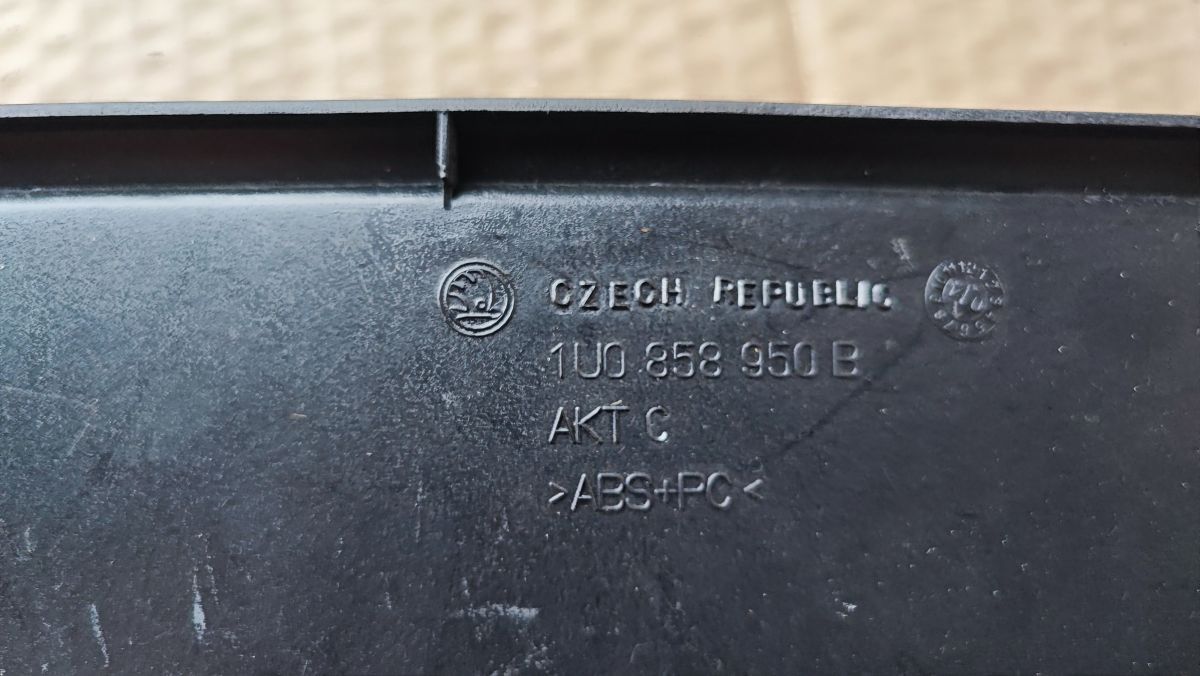 CZECH REPUBLIC
1U0 858 950 B
AKT C
>ABS+PC<